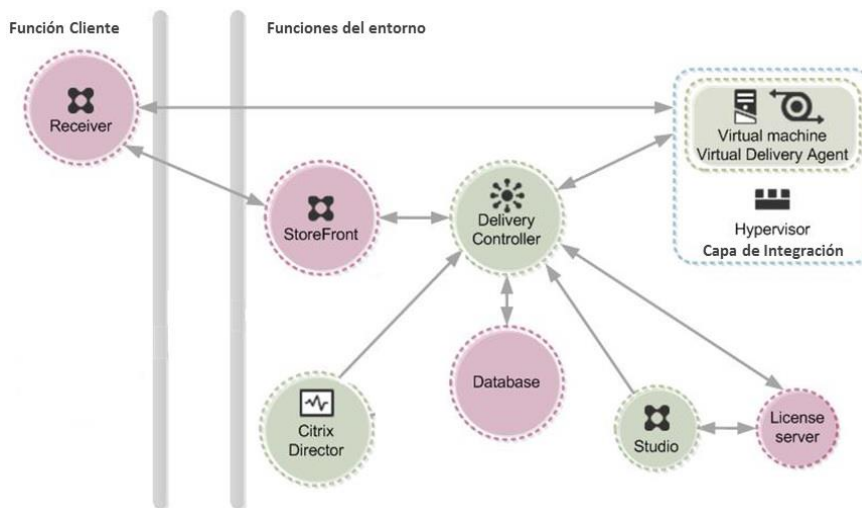 Función Cliente
Funciones del entorno
Receiver
Virtual machine
Virtual Delivery Agent
StoreFront
Delivery
Controller
Hypervisor
Capa de Integración
Database
Citrix
Director
Studio
License
server